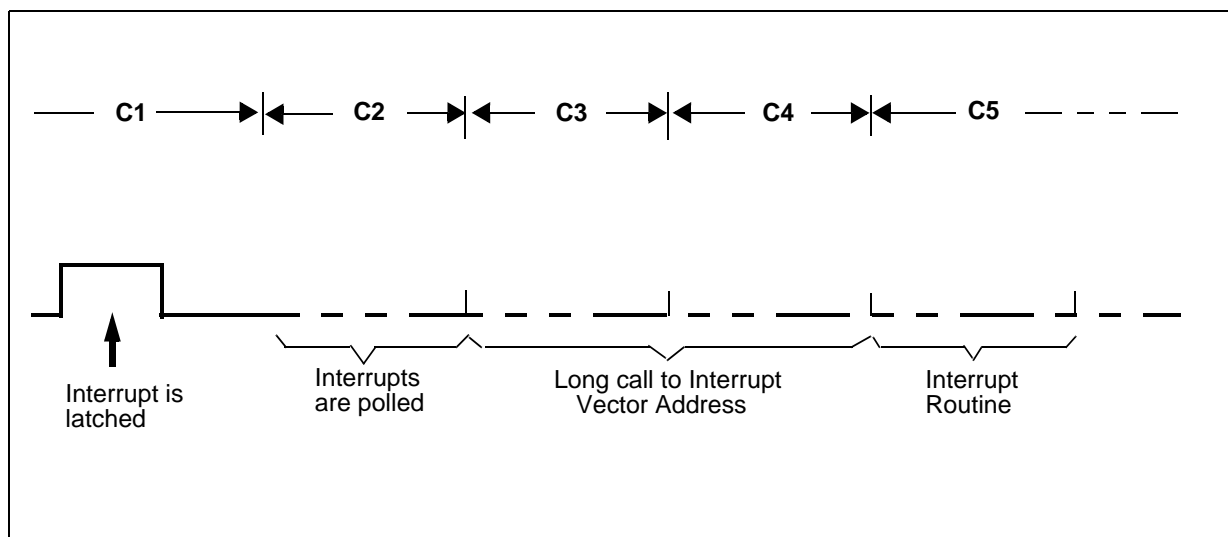 C1
C2
C3
C4
C5
Interrupt is
latched
Interrupts
are polled
Long call to Interrupt
Vector Address
Interrupt
Routine